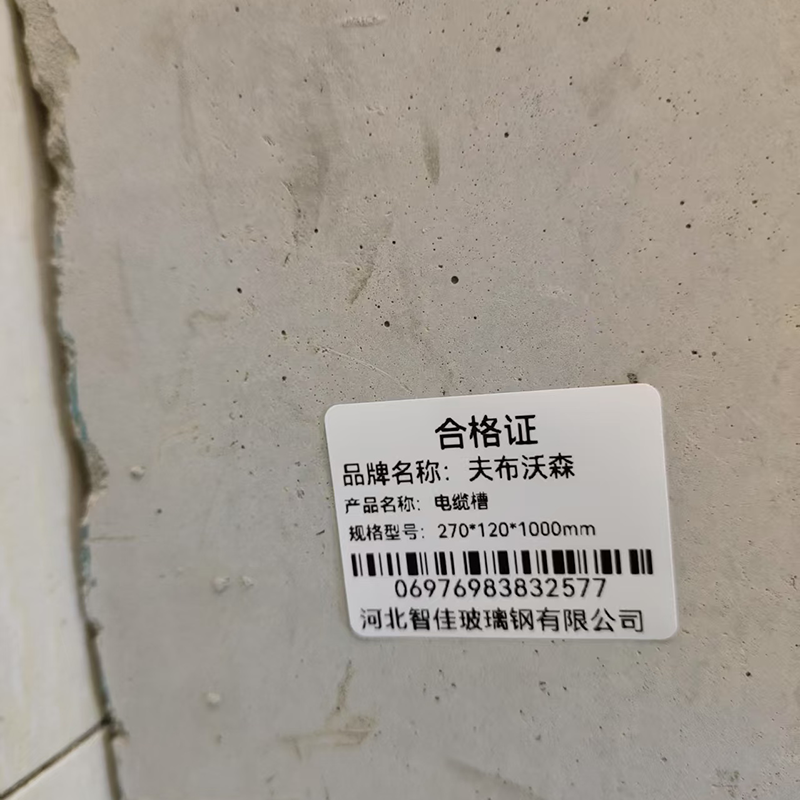 合格证
品牌名称：夫布沃森
产品名称：电缆槽
规格型号：270*120*1000mm
06976983832577
河北智佳玻璃钢有限公司